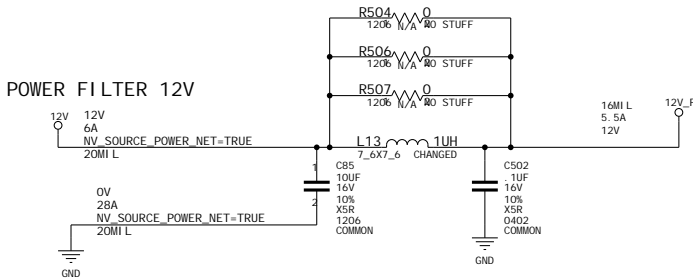 R504 0
1206 N/A NO STUFF
R506 0
1206 N/A NO STUFF
R507 0
1206 N/A NO STUFF
POWER FILTER 12V
12V
12V
6A
NV_SOURCE_POWER_NET=TRUE
20MIL
L13 1UH
7_6X7_6 CHANGED
16MIL
5.5A
12V
12V_F
1
2
C85
10UF
16V
10%
X5R
1206
COMMON
C502
.1UF
16V
10%
X5R
0402
COMMON
0V
28A
NV_SOURCE_POWER_NET=TRUE
20MIL
GND
GND